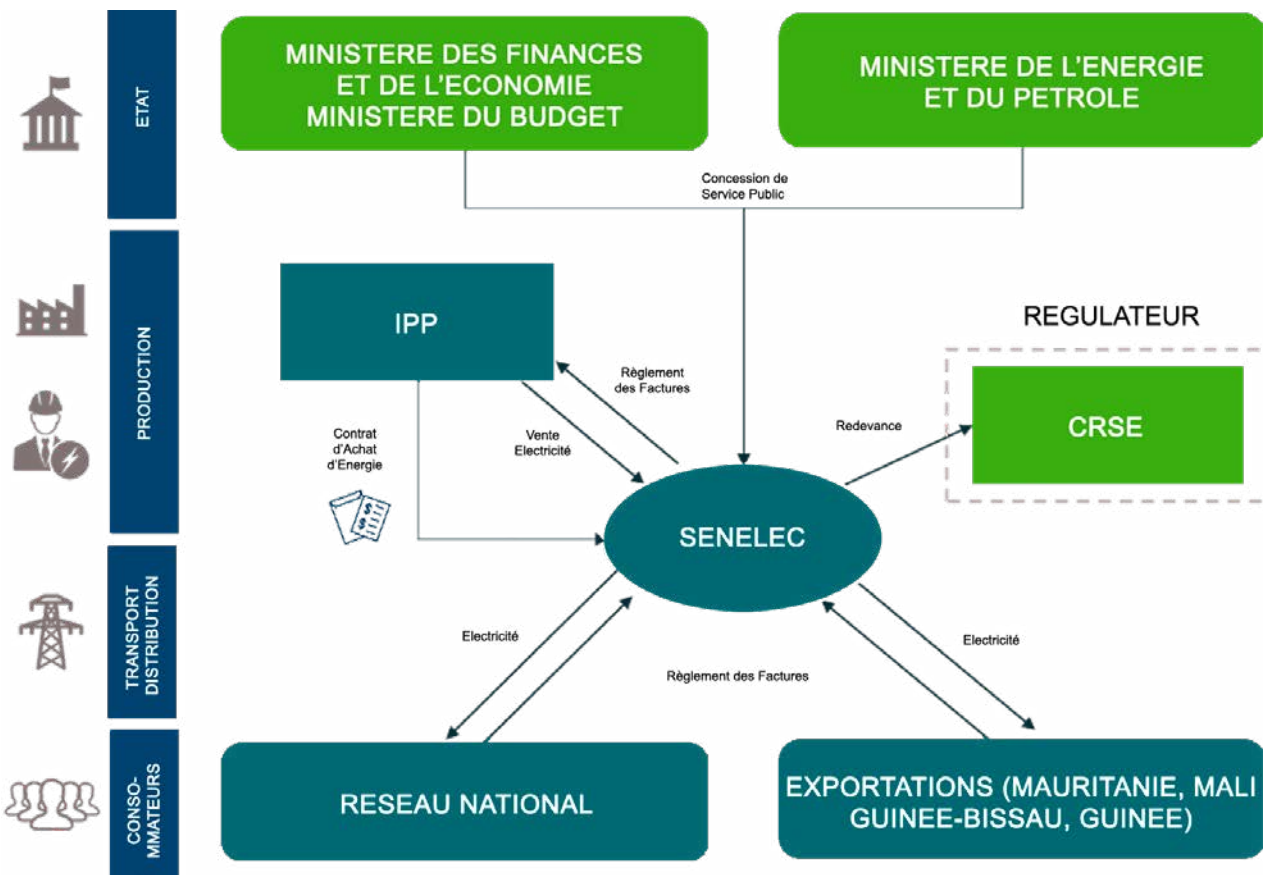 ETAT
MINISTERE DES FINANCES
ET DE L'ECONOMIE
MINISTERE DU BUDGET
MINISTERE DE L'ENERGIE
ET DU PETROLE
Concession de
Service Public
PRODUCTION
IPP
REGULATEUR
CRSE
Règlement
des Factures
Redevance
Contrat
d'Achat
d'Energie
Vente
Electricité
$
$
SENELEC
TRANSPORT
DISTRIBUTION
Electricité
Electricité
Règlement des Factures
CONSO-
MMATEURS
RESEAU NATIONAL
EXPORTATIONS (MAURITANIE, MALI
GUINEE-BISSAU, GUINEE)